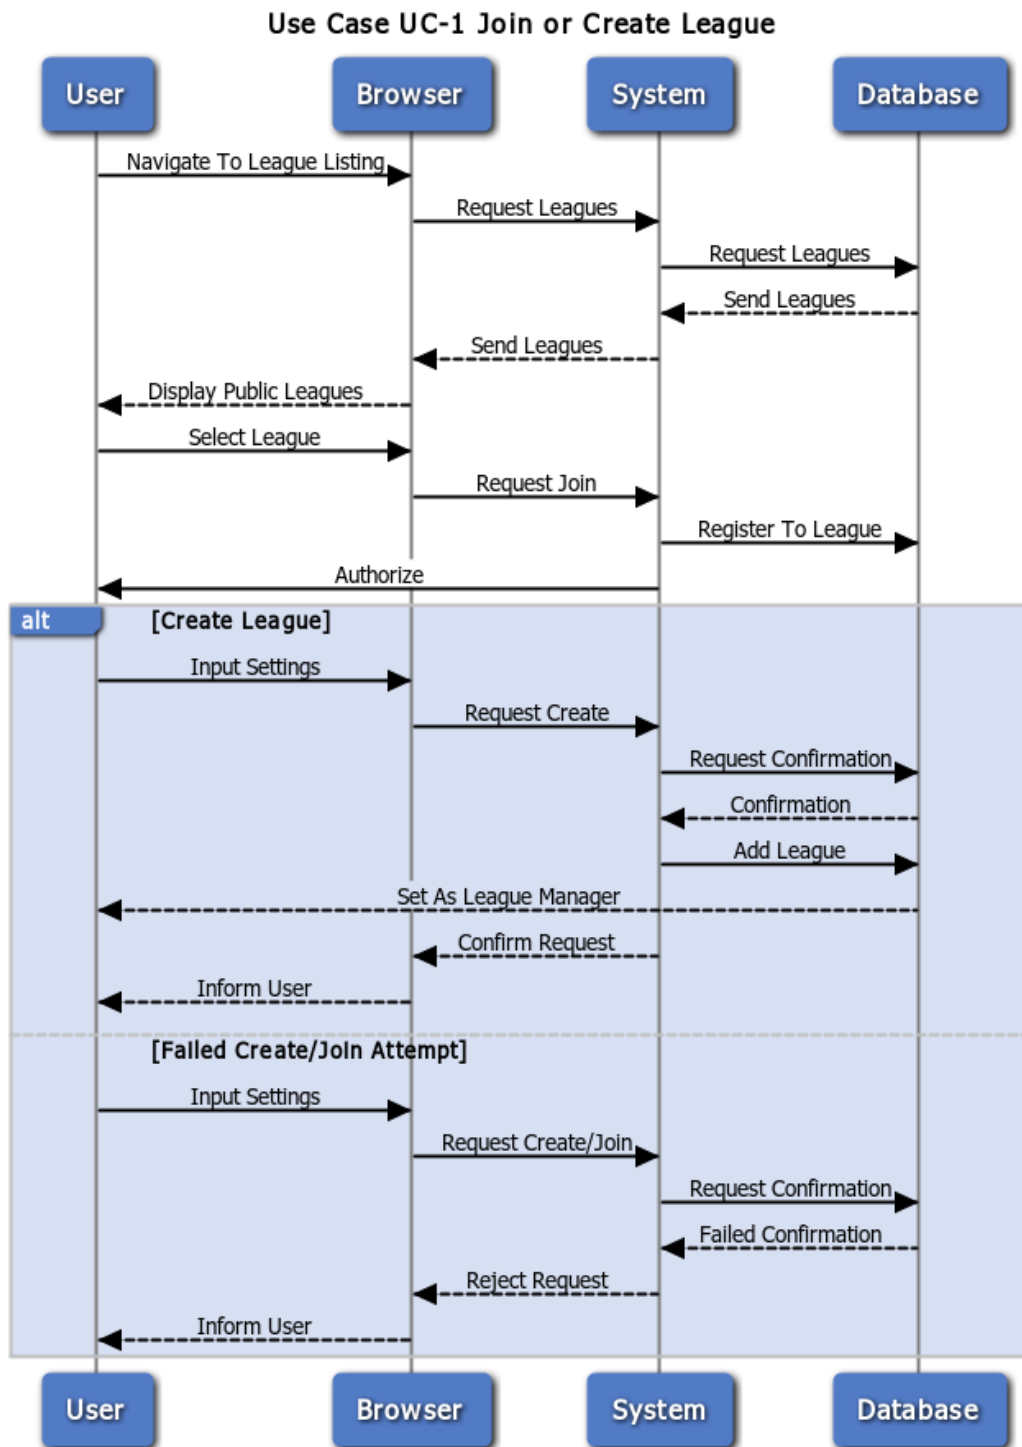 Use Case UC-1 Join or Create League
User Browser System Database
Navigate To League Listing
Request Leagues
Request Leagues
Send Leagues
Send Leagues
Display Public Leagues
Select League
Request Join
Register To League
Authorize
alt [Create League]
Input Settings
Request Create
Request Confirmation
Confirmation
Add League
Set As League Manager
Confirm Request
Inform User
[Failed Create/Join Attempt]
Input Settings
Request Create/Join
Request Confirmation
Failed Confirmation
Reject Request
Inform User
User Browser System Database